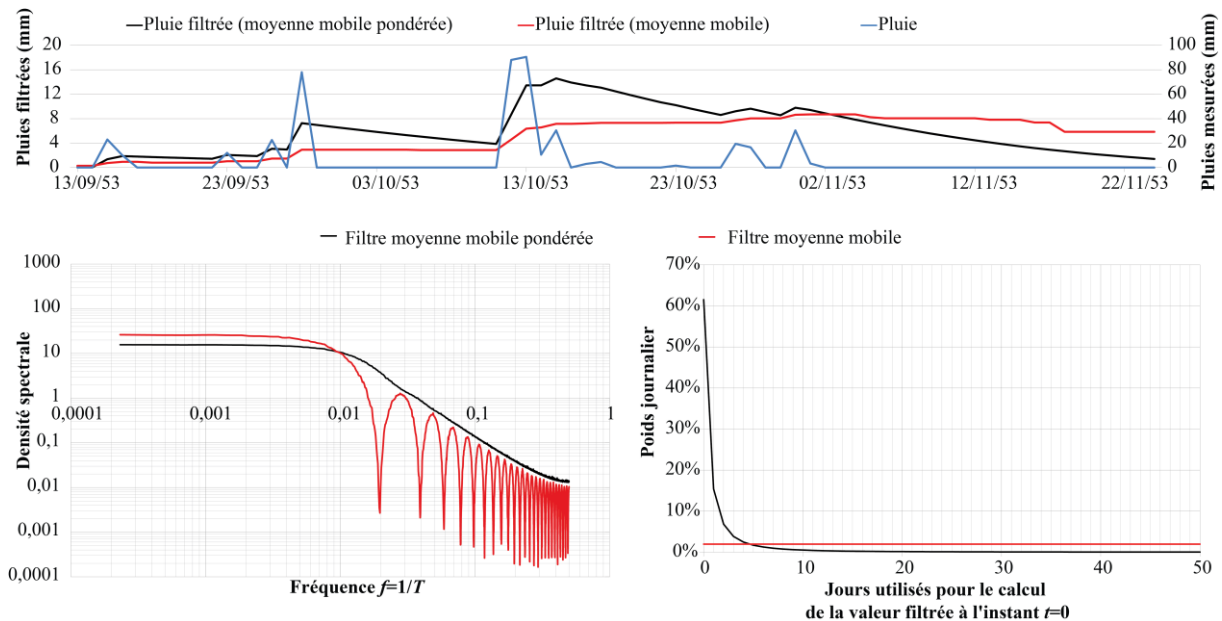 Pluie filtrée (moyenne mobile pondérée) Pluie filtrée (moyenne mobile) Pluie
Pluies filtrées (mm)
20
16
12
8
4
0
Pluies mesurées (mm)
100
80
60
40
20
0
13/09/53 23/09/53 03/10/53 13/10/53 23/10/53 02/11/53 12/11/53 22/11/53
Filtre moyenne mobile pondérée Filtre moyenne mobile
Densité spectrale
1000
100
10
1
0,1
0,01
0,001
0,0001
0,0001 0,001 0,01 0,1 1
Fréquence f=1/T
Poids journalier
70%
60%
50%
40%
30%
20%
10%
0%
0 10 20 30 40 50
Jours utilisés pour le calcul
de la valeur filtrée à l'instant t=0